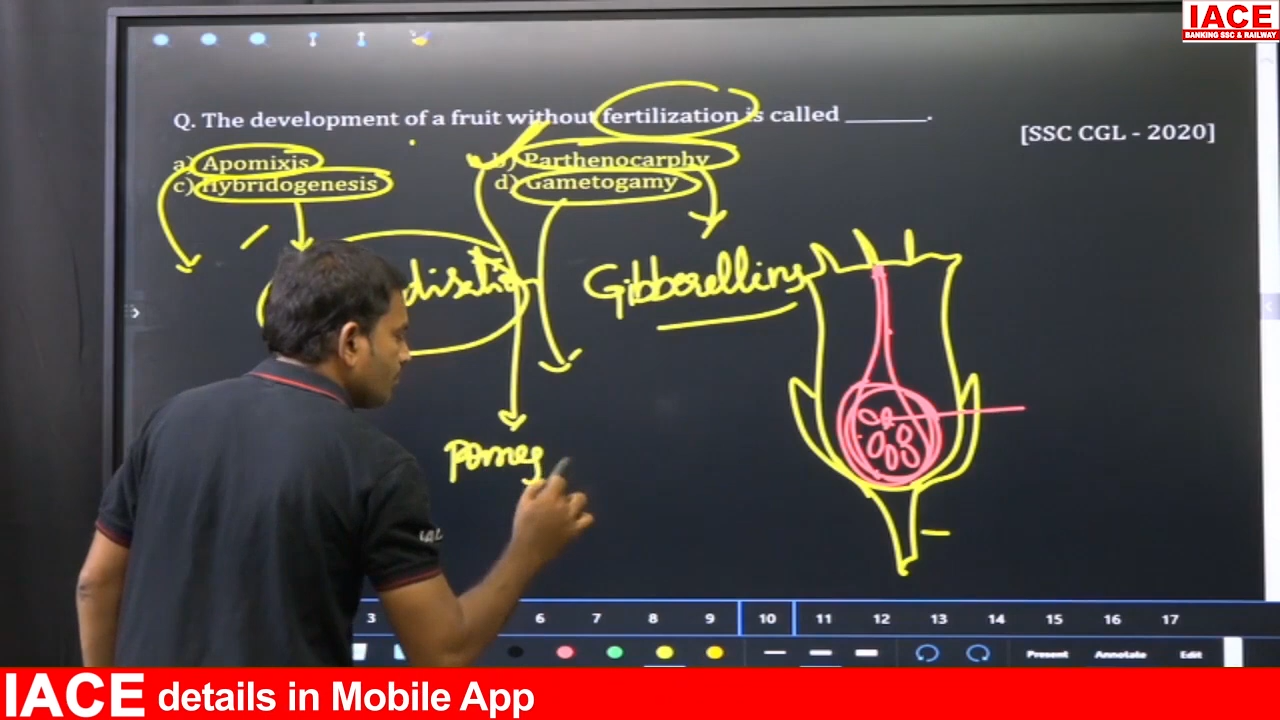 IACE
BANKING SSC & RAILWAY
Q. The development of a fruit without fertilization is called ________.
[SSC CGL - 2020]
a) Apomixis b) Parthenocarphy
c) Hybridogenesis d) Gametogamy
Gibberellins
Pomeg
IACE
3 6 7 8 9 10 11 12 13 14 15 16 17
Present Annotate Edit
IACE details in Mobile App